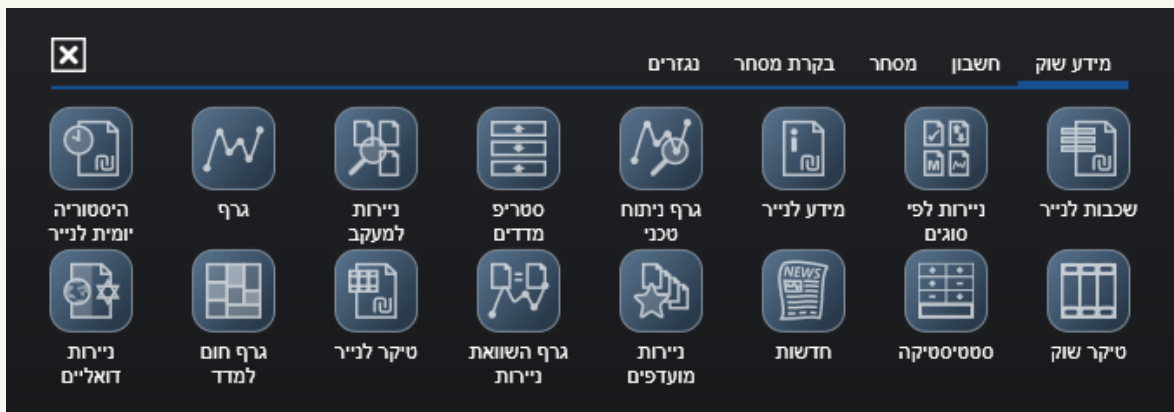 מידע שוק
חשבון
מסחר
בקרת מסחר
נגזרים
שכבות לנייר
ניירות לפי
סוגים
מידע לנייר
גרף ניתוח
טכני
סטריפ
מדדים
ניירות
למעקב
גרף
היסטוריה
יומית לנייר
טיקר שוק
סטטיסטיקה
NEWS
חדשות
ניירות
מועדפים
גרף השוואת
ניירות
טיקר לנייר
גרף חום
למדד
ניירות
דואליים